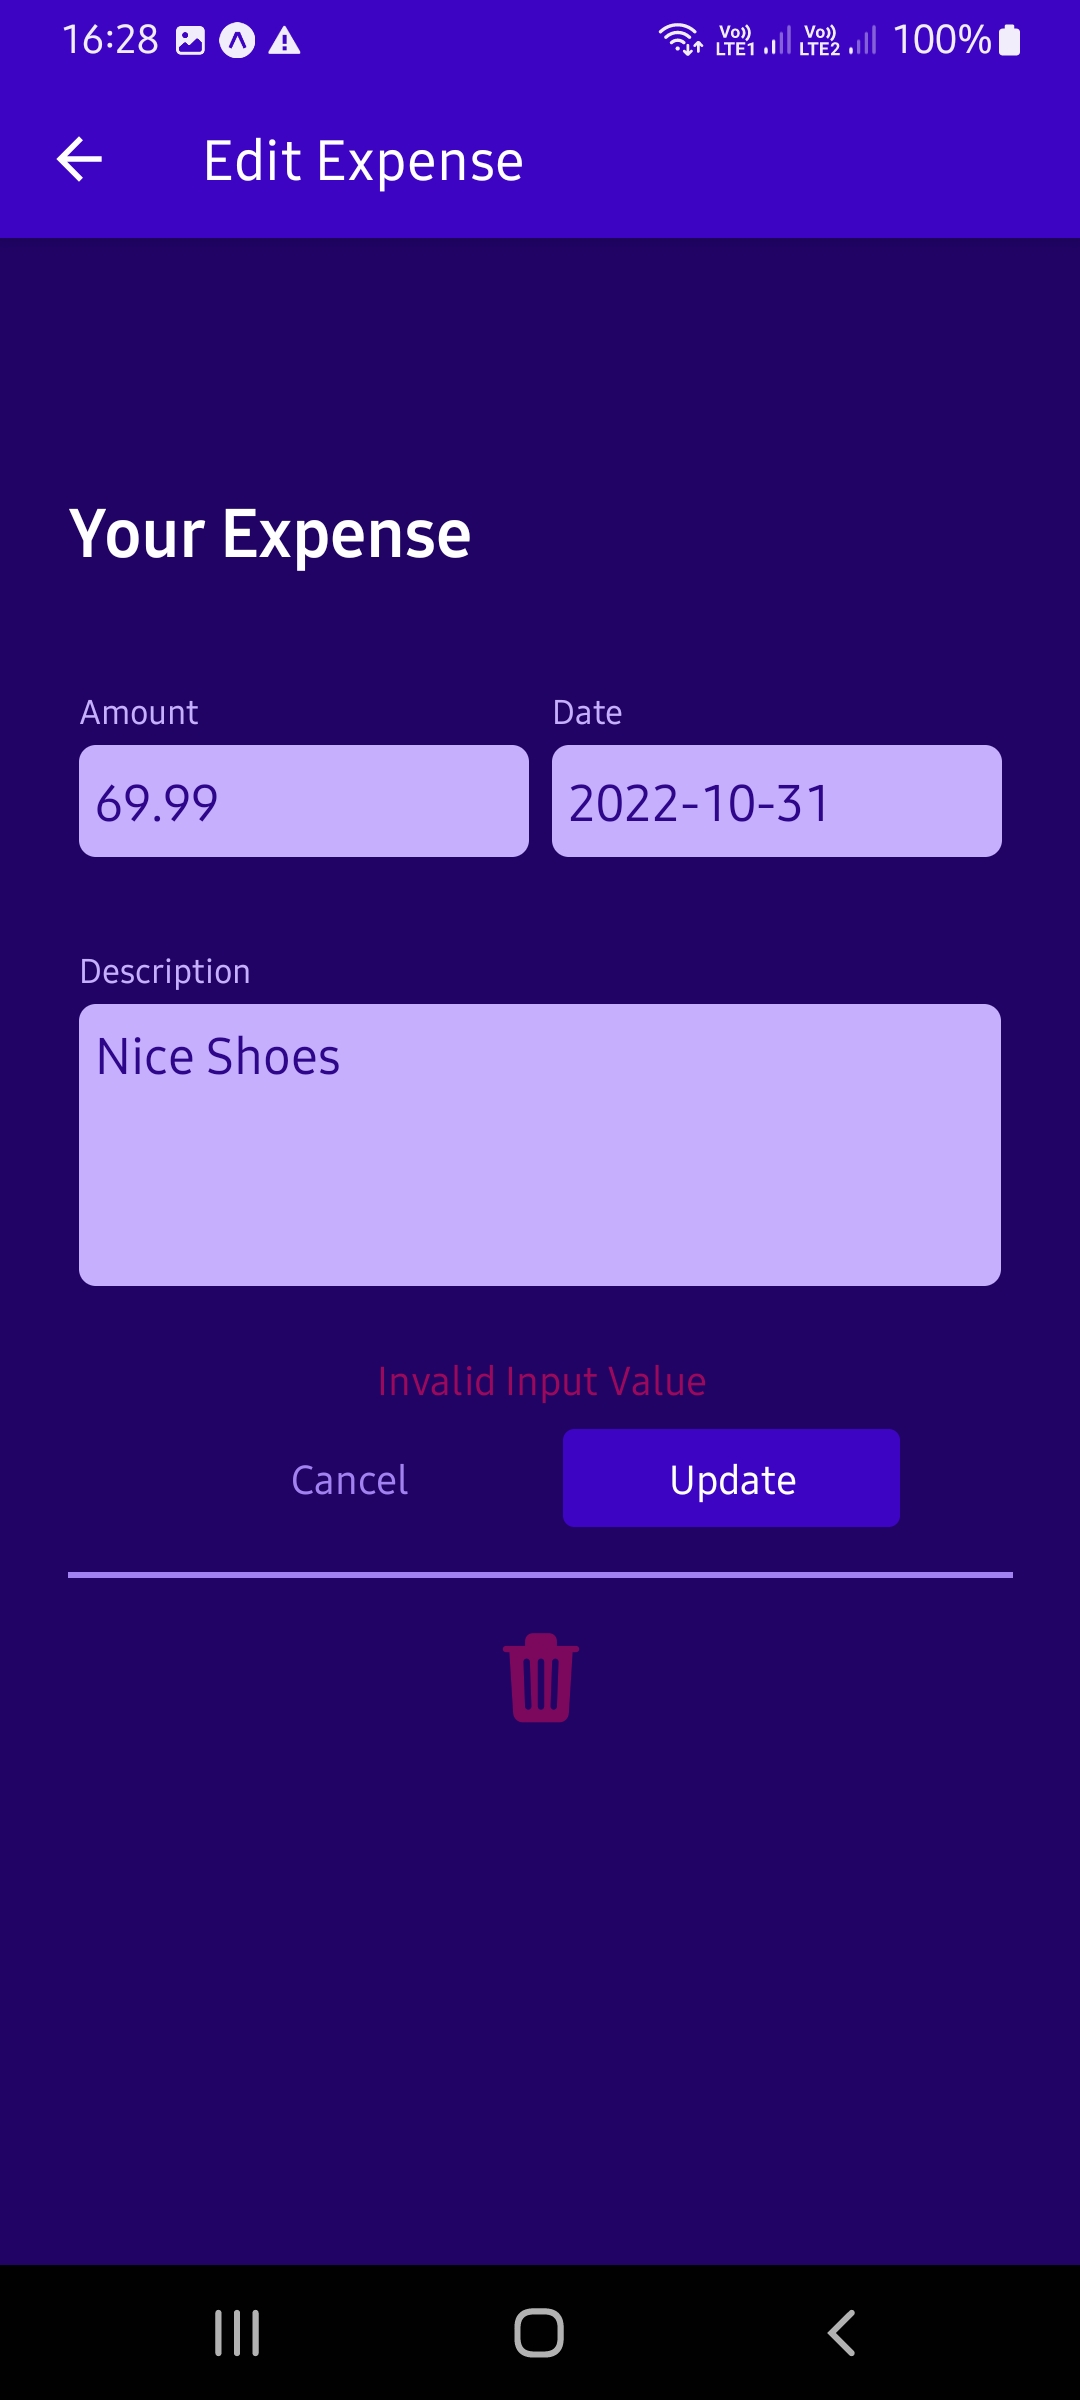 16:28 Vo)) LTE1 Vo)) LTE2 100%
Edit Expense
Your Expense
Amount Date
69.99 2022-10-31
Description
Nice Shoes
Invalid Input Value
Cancel Update